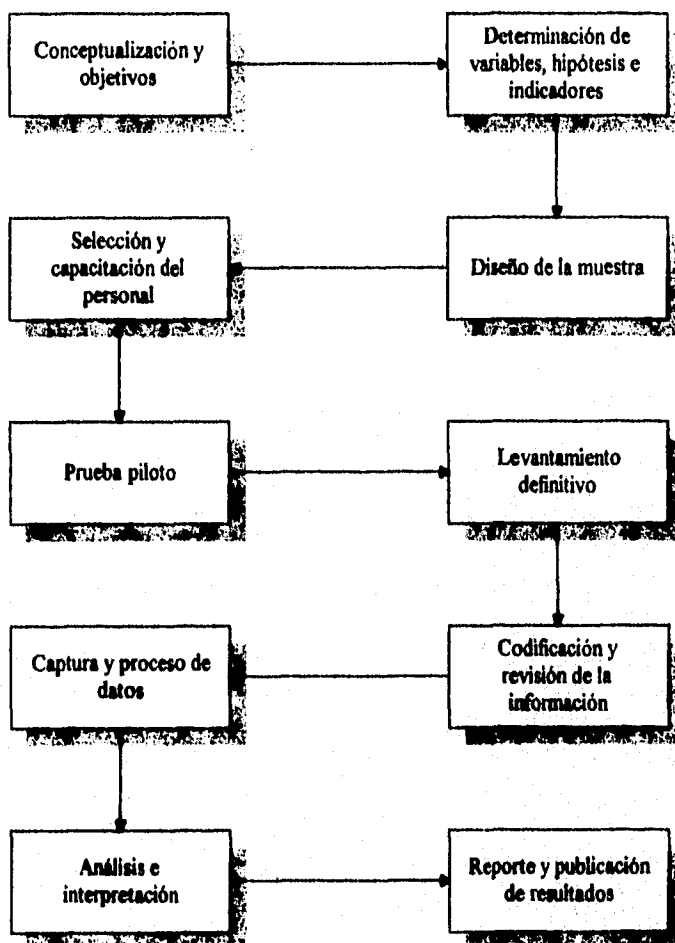 Conceptualización y
objetivos
Determinación de
variables, hipótesis e
indicadores
Diseño de la muestra
Selección y
capacitación del
personal
Prueba piloto
Levantamiento
definitivo
Codificación y
revisión de la
información
Captura y proceso de
datos
Análisis e
interpretación
Reporte y publicación
de resultados